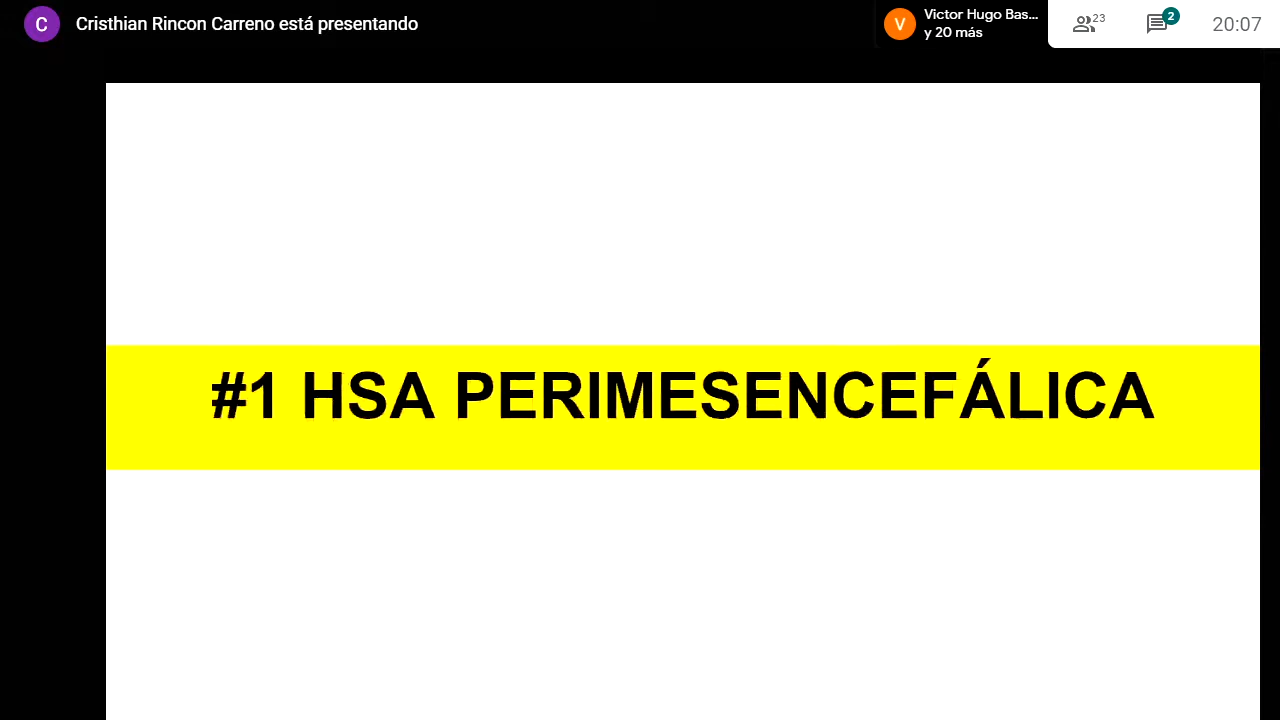 C
Cristhian Rincon Carreno está presentando
V
Victor Hugo Bas...
y 20 más
23
2
20:07
#1 HSA PERIMESENCEFÁLICA